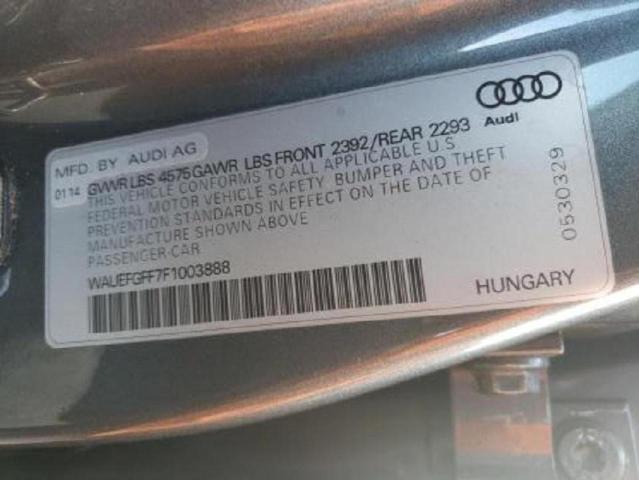 MFD. BY AUDI AG
Audi
01 14 GVWR LBS 4575 GAWR LBS FRONT 2392/REAR 2293
THIS VEHICLE CONFORMS TO ALL APPLICABLE U.S
FEDERAL MOTOR VEHICLE SAFETY, BUMPER AND THEFT
PREVENTION STANDARDS IN EFFECT ON THE DATE OF
MANUFACTURE SHOWN ABOVE
PASSENGER-CAR
0530329
WAUEFGFF7F1003888
HUNGARY